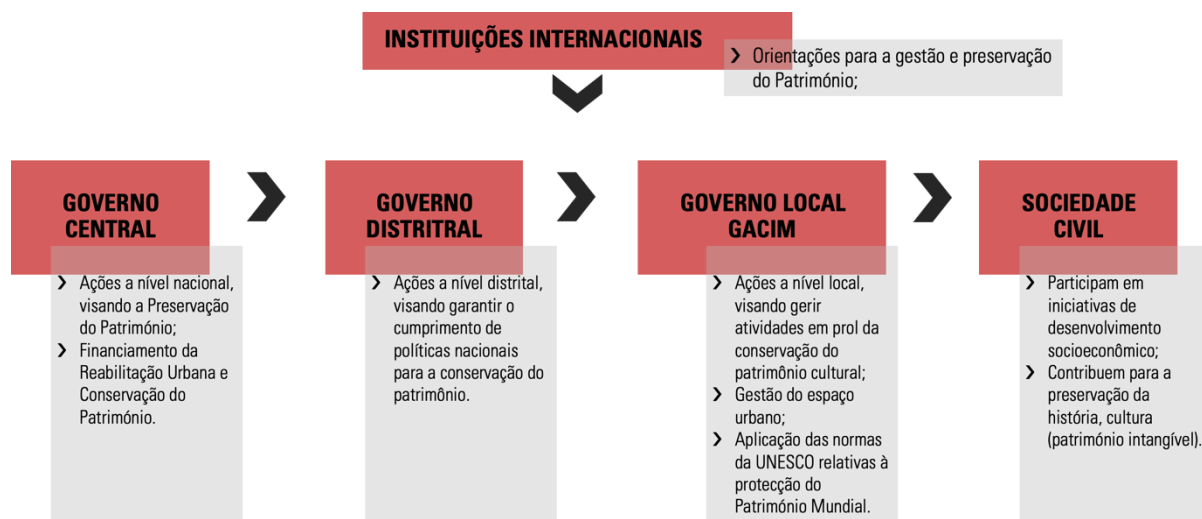 INSTITUIÇÕES INTERNACIONAIS
❯ Orientações para a gestão e preservação
do Património;
GOVERNO
CENTRAL
❯ Ações a nível nacional,
visando a Preservação
do Património;
❯ Financiamento da
Reabilitação Urbana e
Conservação do
Património.
GOVERNO
DISTRITRAL
❯ Ações a nível distrital,
visando garantir o
cumprimento de
políticas nacionais
para a conservação do
patrimônio.
GOVERNO LOCAL
GACIM
❯ Ações a nível local,
visando gerir
atividades em prol da
conservação do
patrimônio cultural;
❯ Gestão do espaço
urbano;
❯ Aplicação das normas
da UNESCO relativas à
protecção do
Património Mundial.
SOCIEDADE
CIVIL
❯ Participam em
iniciativas de
desenvolvimento
socioeconômico;
❯ Contribuem para a
preservação da
história, cultura
(património intangível).